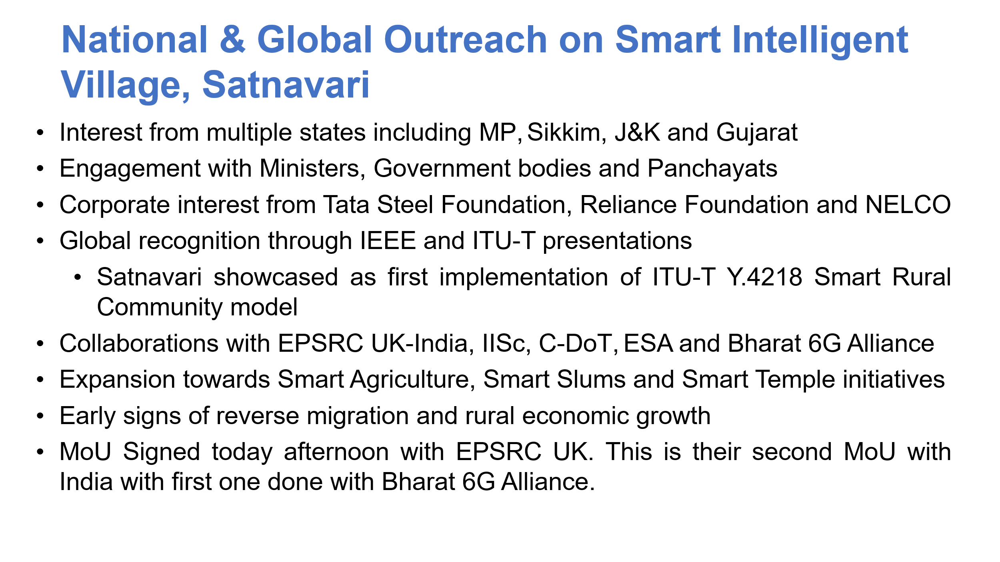 National & Global Outreach on Smart Intelligent
Village, Satnavari
• Interest from multiple states including MP, Sikkim, J&K and Gujarat
• Engagement with Ministers, Government bodies and Panchayats
• Corporate interest from Tata Steel Foundation, Reliance Foundation and NELCO
• Global recognition through IEEE and ITU-T presentations
• Satnavari showcased as first implementation of ITU-T Y.4218 Smart Rural
Community model
• Collaborations with EPSRC UK-India, IISc, C-DoT, ESA and Bharat 6G Alliance
• Expansion towards Smart Agriculture, Smart Slums and Smart Temple initiatives
• Early signs of reverse migration and rural economic growth
• MoU Signed today afternoon with EPSRC UK. This is their second MoU with
India with first one done with Bharat 6G Alliance.